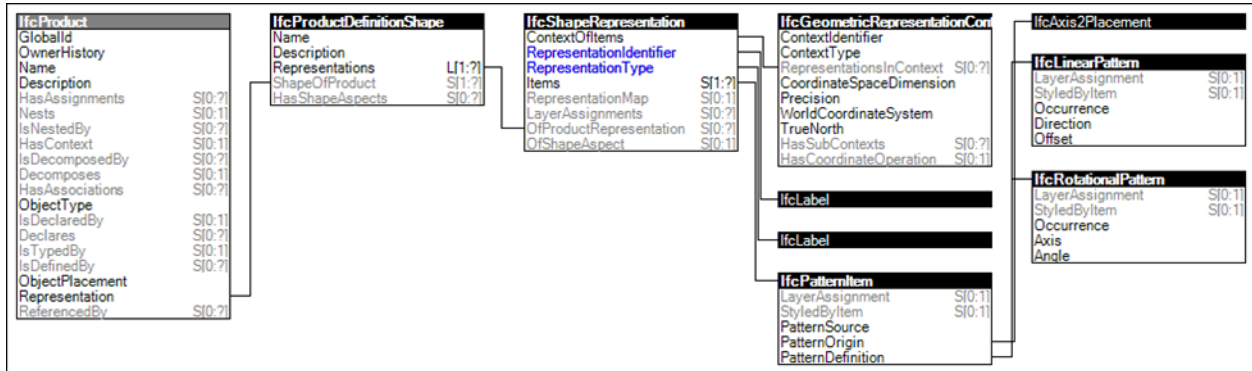 IfcProduct
GlobalId
OwnerHistory
Name
Description
HasAssignments S[0:?]
Nests S[0:1]
IsNestedBy S[0:?]
HasContext S[0:1]
IsDecomposedBy S[0:?]
Decomposes S[0:1]
HasAssociations S[0:?]
ObjectType
IsDeclaredBy S[0:1]
Declares S[0:?]
IsTypedBy S[0:1]
IsDefinedBy S[0:?]
ObjectPlacement
Representation
ReferencedBy S[0:?]
IfcProductDefinitionShape
Name
Description
Representations L[1:?]
ShapeOfProduct S[1:?]
HasShapeAspects S[0:?]
IfcShapeRepresentation
ContextOfItems
RepresentationIdentifier
RepresentationType
Items S[1:?]
RepresentationMap S[0:1]
LayerAssignments S[0:?]
OfProductRepresentation S[0:?]
OfShapeAspect S[0:1]
IfcGeometricRepresentationCont
ContextIdentifier
ContextType
RepresentationsInContext S[0:?]
CoordinateSpaceDimension
Precision
WorldCoordinateSystem
TrueNorth
HasSubContexts S[0:?]
HasCoordinateOperation S[0:1]
IfcLabel
IfcLabel
IfcPatternItem
LayerAssignment S[0:1]
StyledByItem S[0:1]
PatternSource
PatternOrigin
PatternDefinition
IfcAxis2Placement
IfcLinearPattern
LayerAssignment S[0:1]
StyledByItem S[0:1]
Occurrence
Direction
Offset
IfcRotationalPattern
LayerAssignment S[0:1]
StyledByItem S[0:1]
Occurrence
Axis
Angle